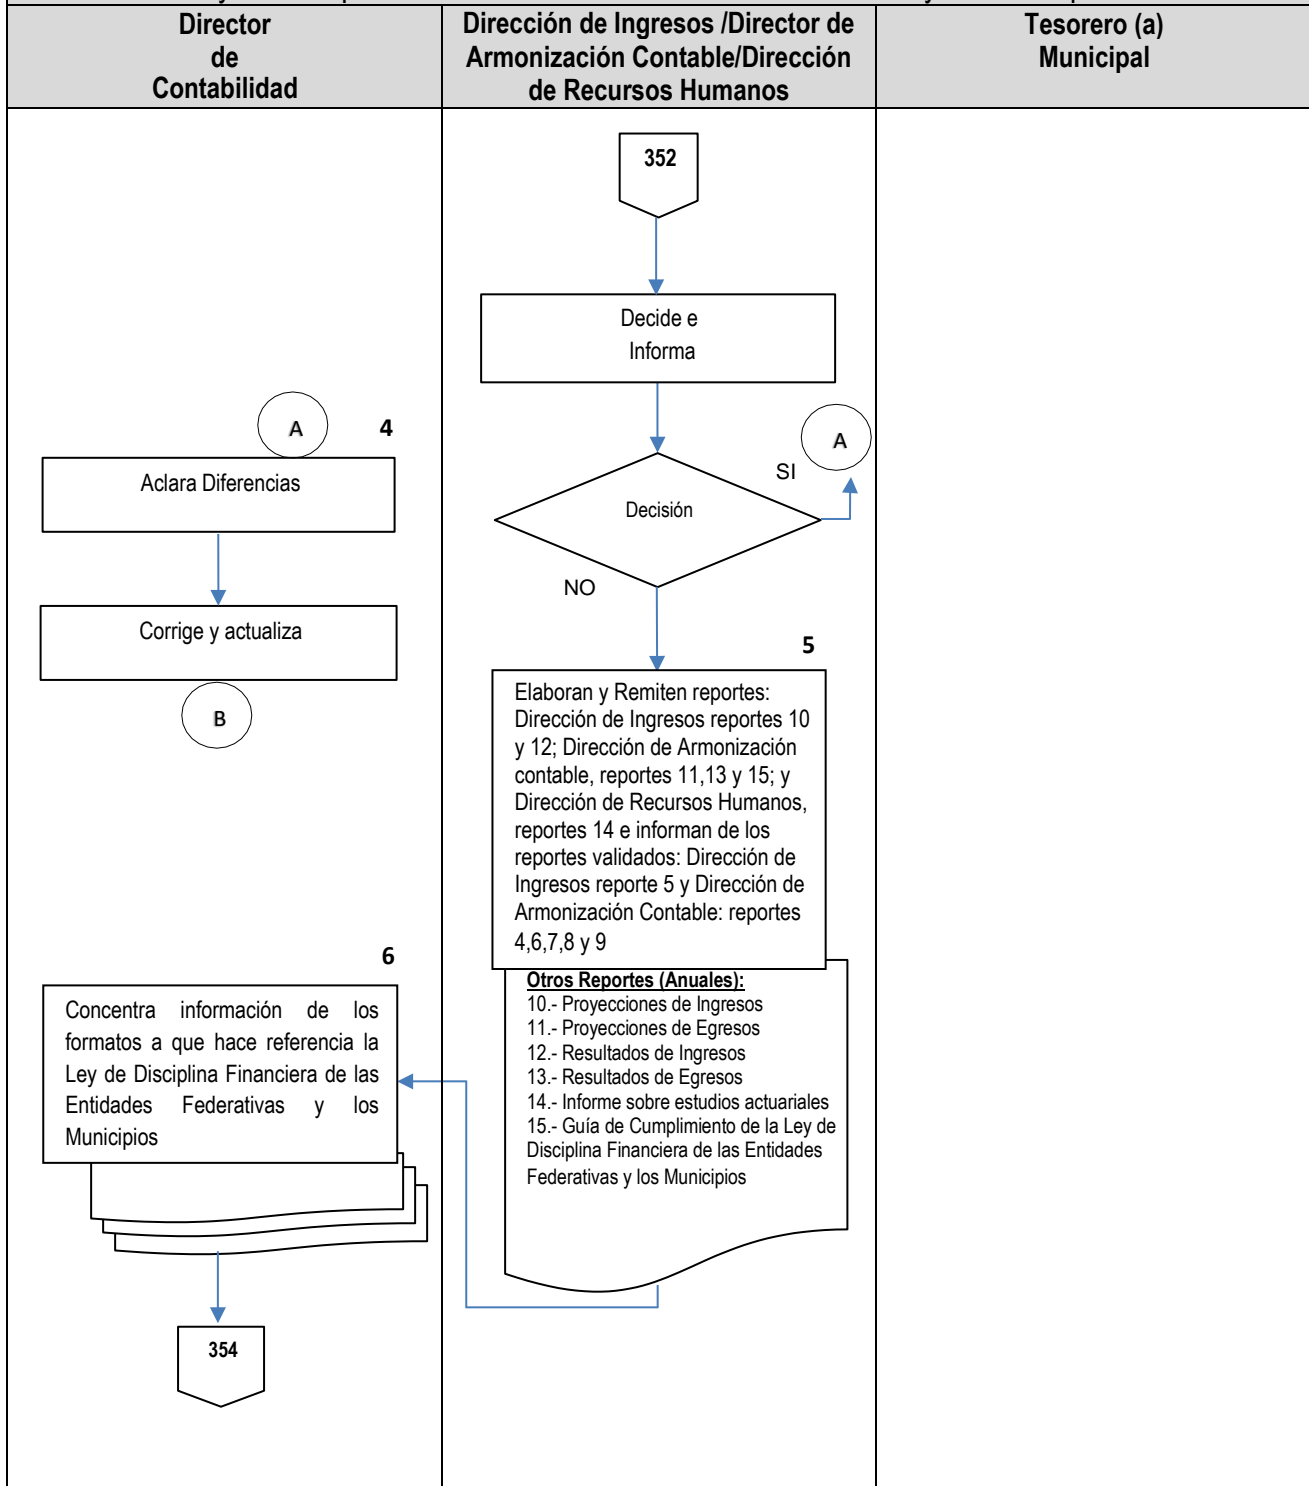 Director
de
Contabilidad
Dirección de Ingresos /Director de
Armonización Contable/Dirección
de Recursos Humanos
Tesorero (a)
Municipal
352
Decide e
Informa
A
SI
Decisión
NO
A
4
Aclara Diferencias
Corrige y actualiza
B
5
Elaboran y Remiten reportes:
Dirección de Ingresos reportes 10
y 12; Dirección de Armonización
contable, reportes 11,13 y 15; y
Dirección de Recursos Humanos,
reportes 14 e informan de los
reportes validados: Dirección de
Ingresos reporte 5 y Dirección de
Armonización Contable: reportes
4,6,7,8 y 9
Otros Reportes (Anuales):
10.- Proyecciones de Ingresos
11.- Proyecciones de Egresos
12.- Resultados de Ingresos
13.- Resultados de Egresos
14.- Informe sobre estudios actuariales
15.- Guía de Cumplimiento de la Ley de
Disciplina Financiera de las Entidades
Federativas y los Municipios
6
Concentra información de los
formatos a que hace referencia la
Ley de Disciplina Financiera de las
Entidades Federativas y los
Municipios
354